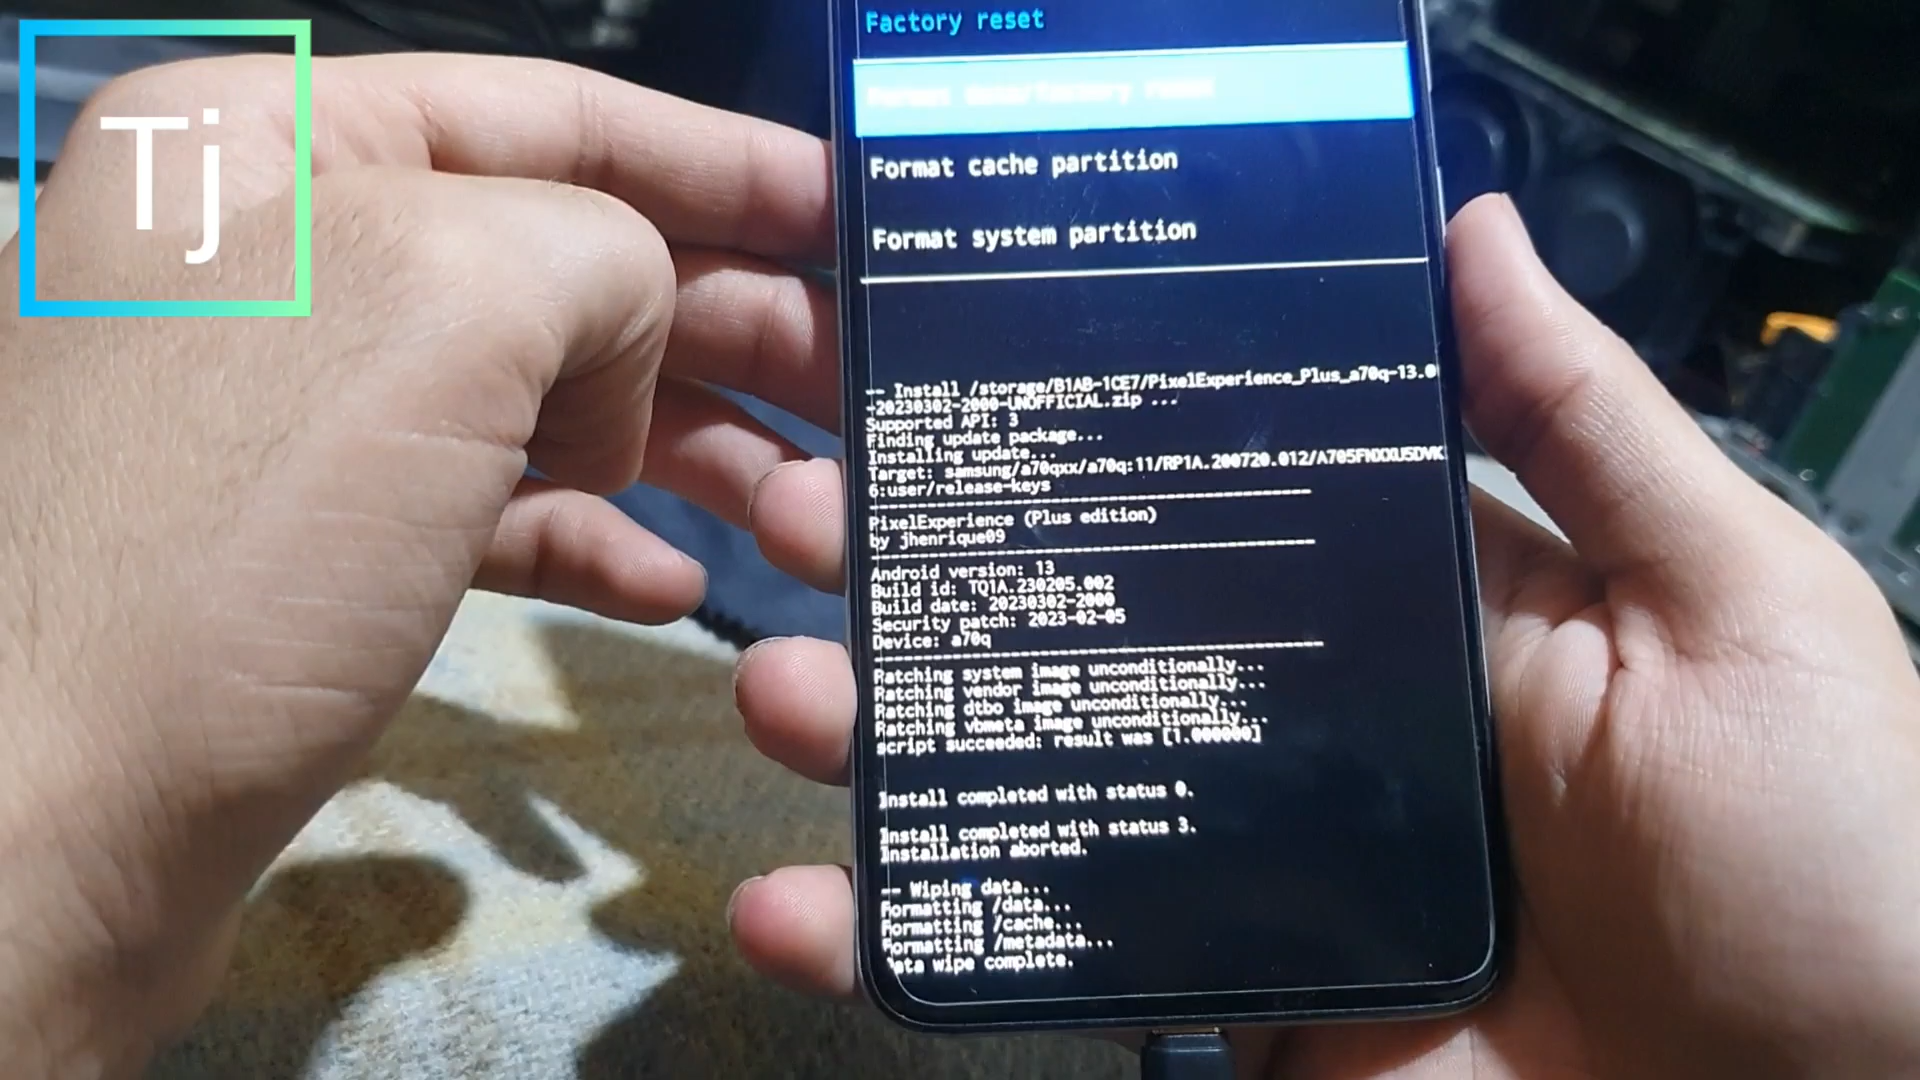 Tj
Factory reset
Format data/factory reset
Format cache partition
Format system partition
-- Install /storage/B1AB-1CE7/PixelExperience_Plus_a70q-13.0
-20230302-2000-UNOFFICIAL.zip ...
Supported API: 3
Finding update package...
Installing update...
Target: samsung/a70qxx/a70q:11/RP1A.200720.012/A705FNXXU5DVK
6:user/release-keys
PixelExperience (Plus edition)
by jhenrique09
Android version: 13
Build id: TQ1A.230205.002
Build date: 20230302-2000
Security patch: 2023-02-05
Device: a70q
Patching system image unconditionally...
Patching vendor image unconditionally...
Patching dtbo image unconditionally...
Patching vbmeta image unconditionally...
script succeeded: result was [1.000000]
Install completed with status 0.
Install completed with status 3.
Installation aborted.
-- Wiping data...
Formatting /data...
Formatting /cache...
Formatting /metadata...
Data wipe complete.